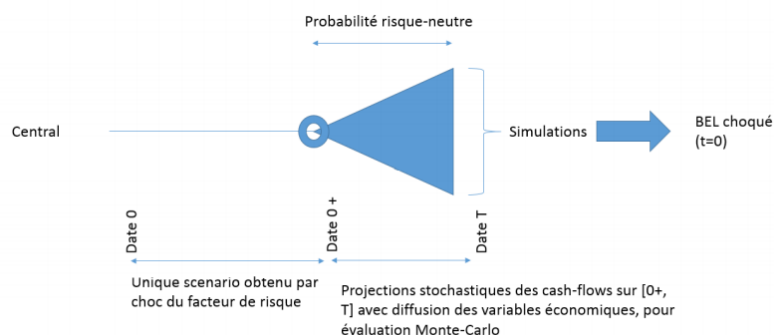 Probabilité risque-neutre
Central
Simulations
BEL choqué
(t=0)
Date 0
Date 0 +
Date T
Unique scenario obtenu par
choc du facteur de risque
Projections stochastiques des cash-flows sur [0+,
T] avec diffusion des variables économiques, pour
évaluation Monte-Carlo